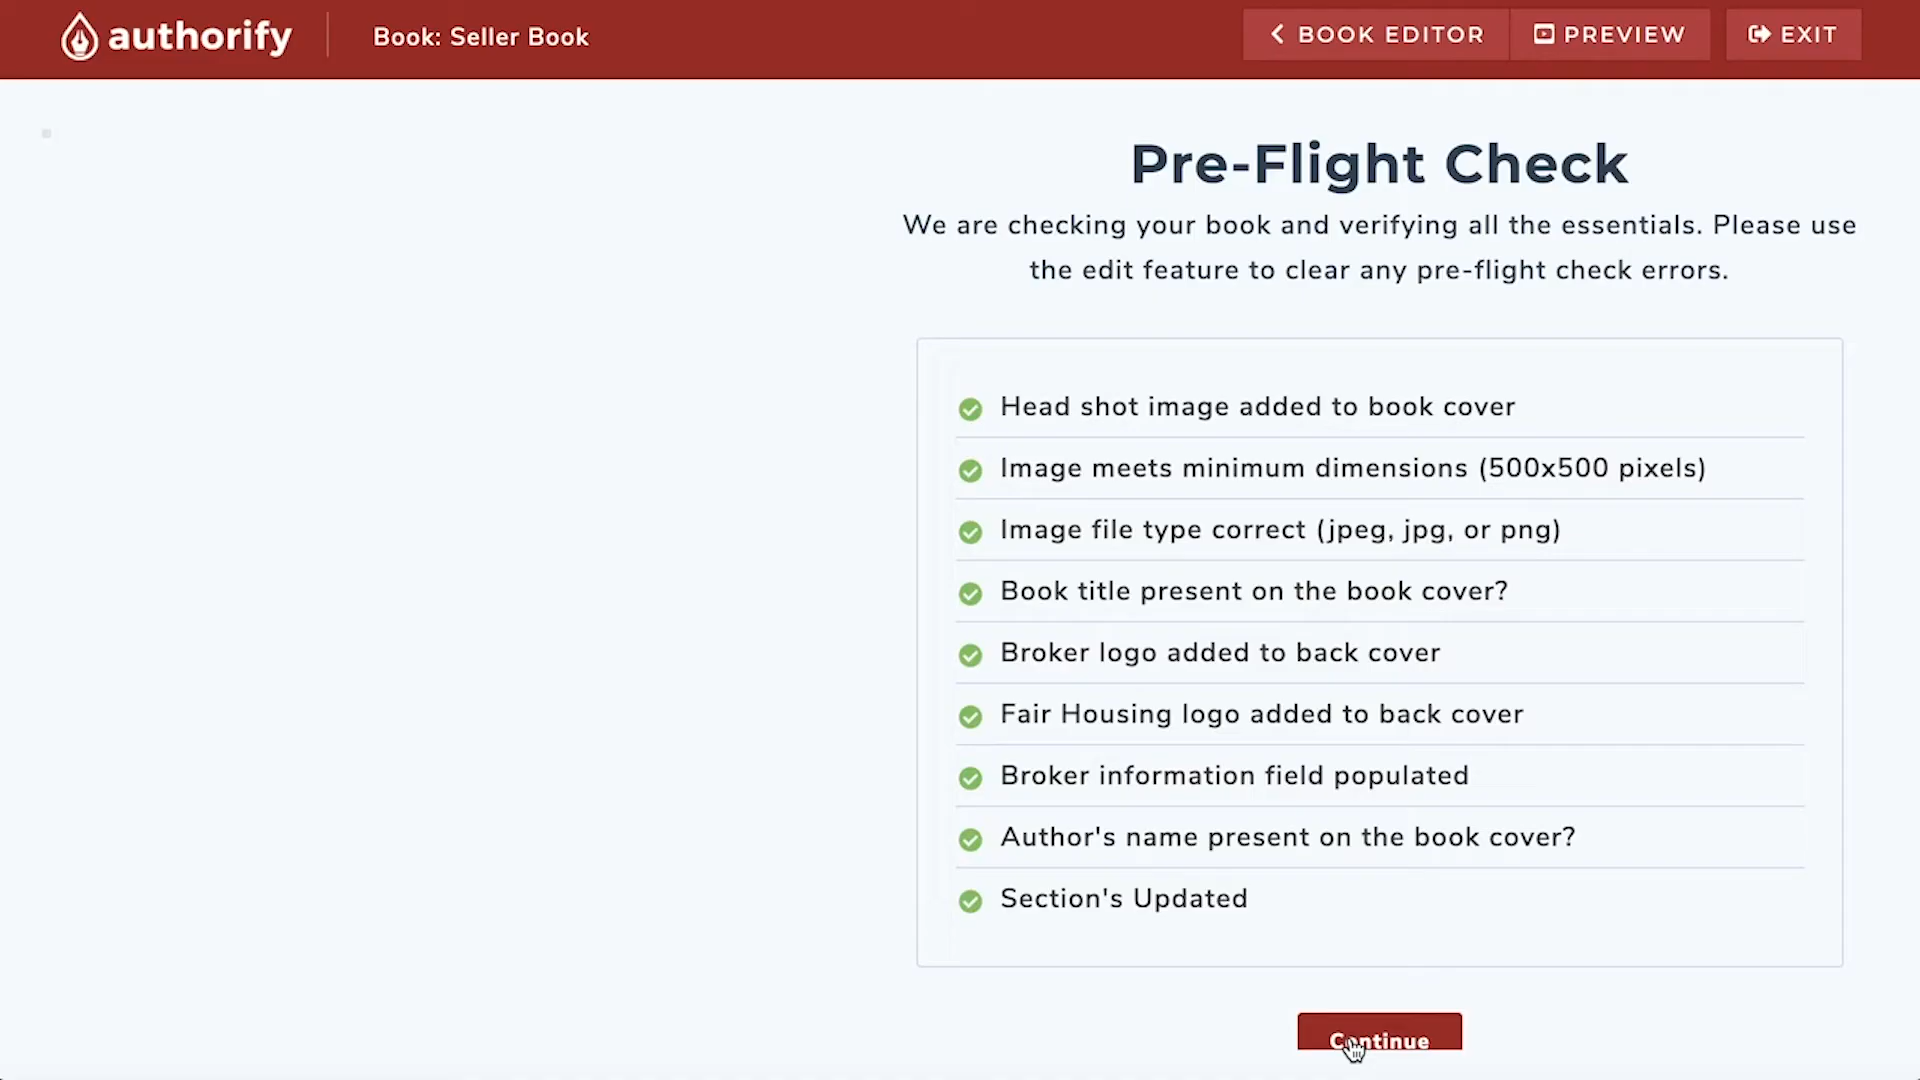 authorify
Book: Seller Book
BOOK EDITOR
PREVIEW
EXIT
Pre-Flight Check
We are checking your book and verifying all the essentials. Please use
the edit feature to clear any pre-flight check errors.
Head shot image added to book cover
Image meets minimum dimensions (500x500 pixels)
Image file type correct (jpeg, jpg, or png)
Book title present on the book cover?
Broker logo added to back cover
Fair Housing logo added to back cover
Broker information field populated
Author's name present on the book cover?
Section's Updated
Continue